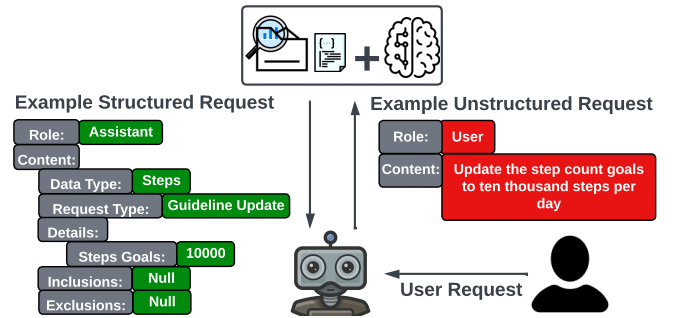 {...}
+
Example Structured Request
Role: Assistant
Content:
Data Type: Steps
Request Type: Guideline Update
Details:
Steps Goals: 10000
Inclusions: Null
Exclusions: Null
Example Unstructured Request
Role: User
Content: Update the step count goals
to ten thousand steps per
day
User Request